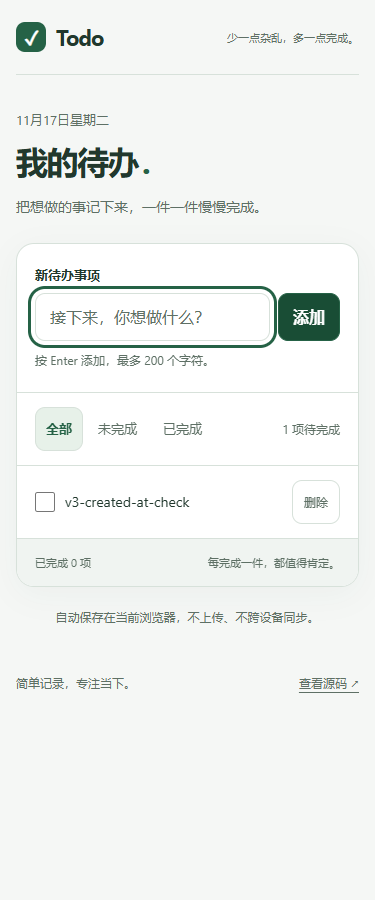 Todo
少一点杂乱，多一点完成。
11月17日星期二
我的待办.
把想做的事记下来，一件一件慢慢完成。
新待办事项
接下来，你想做什么？
添加
按 Enter 添加，最多 200 个字符。
全部 未完成 已完成 1 项待完成
v3-created-at-check 删除
已完成 0 项 每完成一件，都值得肯定。
自动保存在当前浏览器，不上传、不跨设备同步。
简单记录，专注当下。 查看源码 ↗